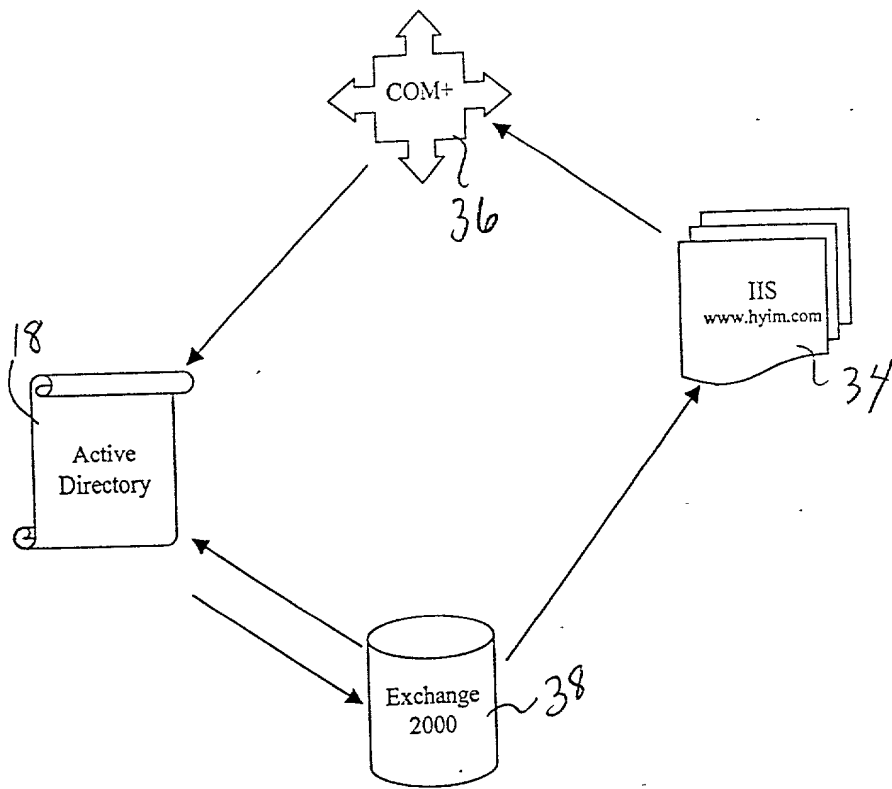 COM+
36
IIS
www.hyim.com
34
18
Active
Directory
Exchange
2000
38